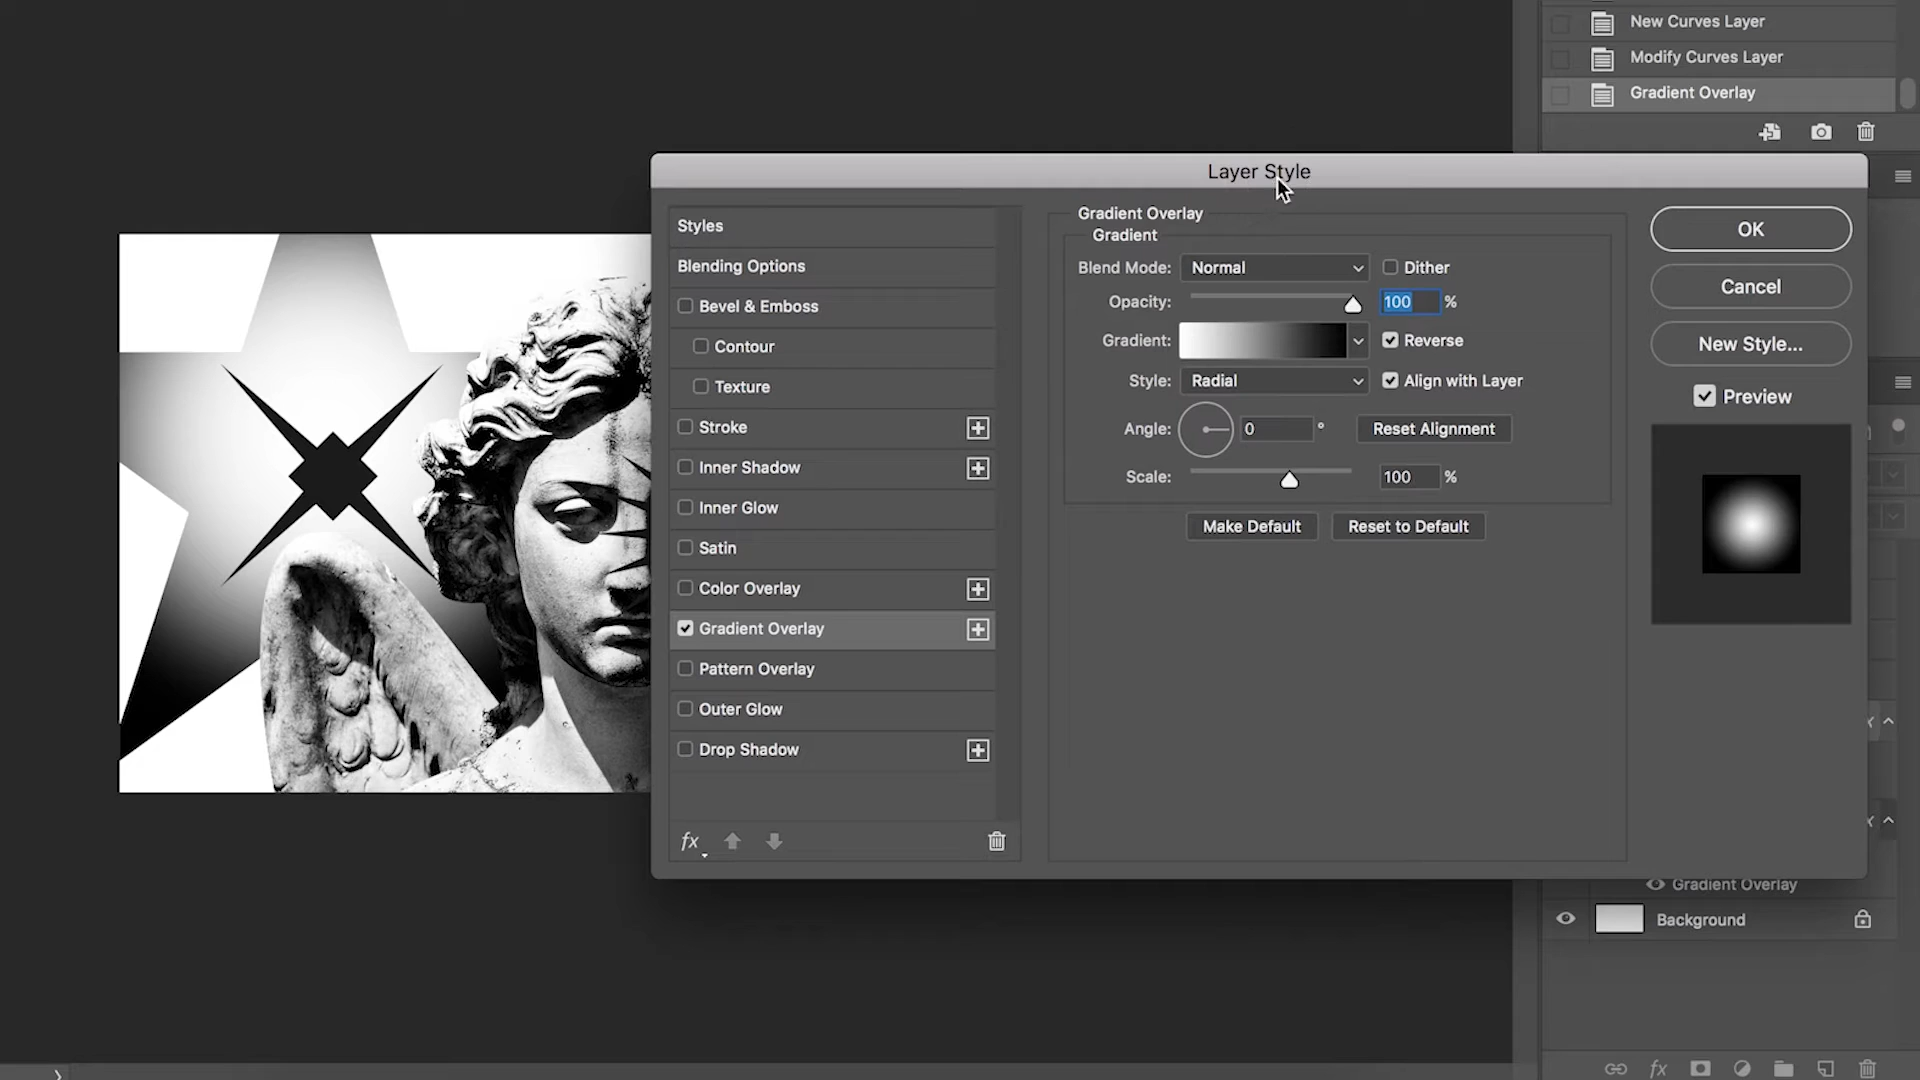 New Curves Layer
Modify Curves Layer
Gradient Overlay
Layer Style
Styles
Blending Options
Bevel & Emboss
Contour
Texture
Stroke
Inner Shadow
Inner Glow
Satin
Color Overlay
Gradient Overlay
Pattern Overlay
Outer Glow
Drop Shadow
fx
Gradient Overlay
Gradient
Blend Mode: Normal Dither
Opacity: 100 %
Gradient: Reverse
Style: Radial Align with Layer
Angle: 0 ° Reset Alignment
Scale: 100 %
Make Default Reset to Default
OK
Cancel
New Style...
Preview
Gradient Overlay
Background
fx